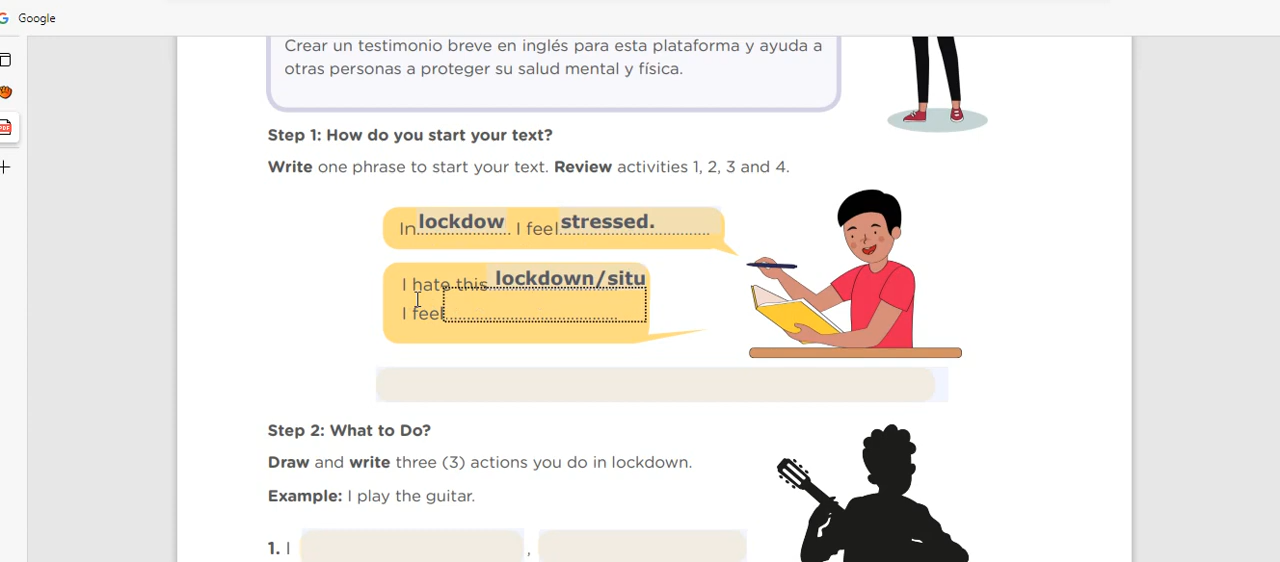 Google
Crear un testimonio breve en inglés para esta plataforma y ayuda a
otras personas a proteger su salud mental y física.
Step 1: How do you start your text?
Write one phrase to start your text. Review activities 1, 2, 3 and 4.
In lockdow. I feel stressed.
I hate this lockdown/situ
I feel
Step 2: What to Do?
Draw and write three (3) actions you do in lockdown.
Example: I play the guitar.
1. I ,